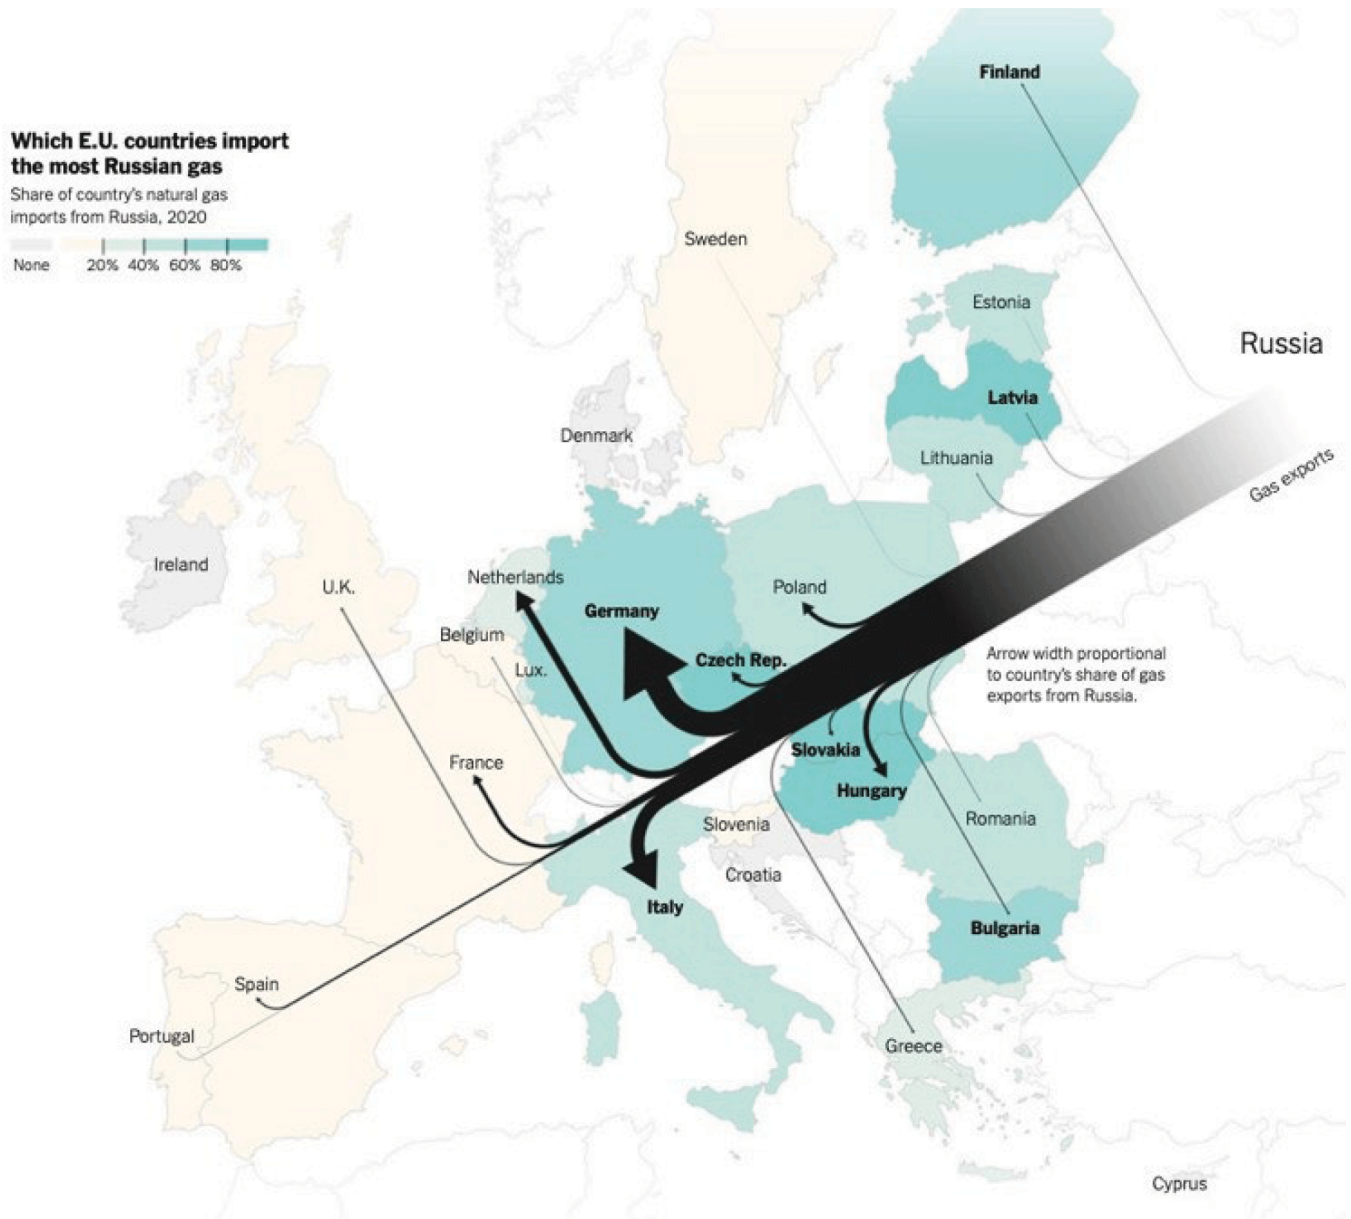 Which E.U. countries import
the most Russian gas
Share of country's natural gas
imports from Russia, 2020
None 20% 40% 60% 80%
Finland
Sweden
Estonia
Russia
Latvia
Denmark
Lithuania
Gas exports
Ireland
U.K.
Netherlands
Poland
Germany
Belgium
Lux.
Czech Rep.
Arrow width proportional
to country's share of gas
exports from Russia.
Slovakia
France
Hungary
Slovenia
Romania
Croatia
Italy
Bulgaria
Spain
Portugal
Greece
Cyprus